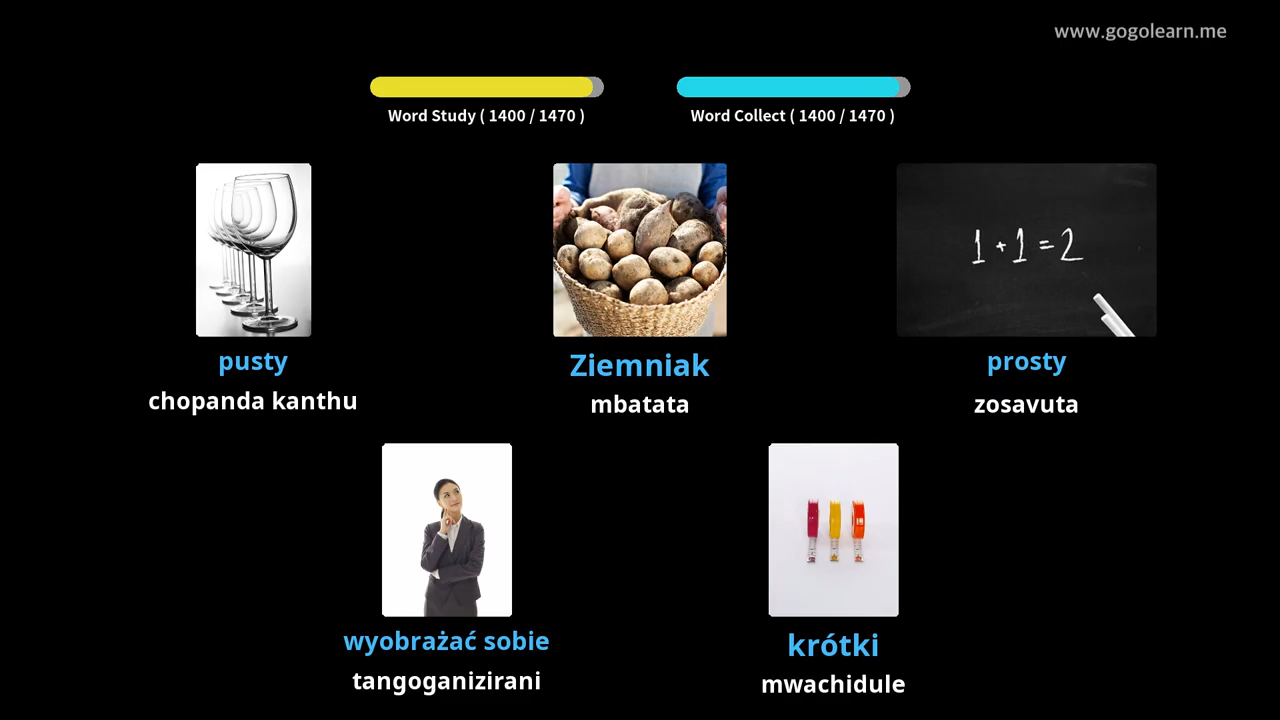 www.gogolearn.me
Word Study ( 1400 / 1470 )
Word Collect ( 1400 / 1470 )
1 + 1 = 2
pusty
chopanda kanthu
Ziemniak
mbatata
prosty
zosavuta
wyobrażać sobie
tangoganizirani
krótki
mwachidule